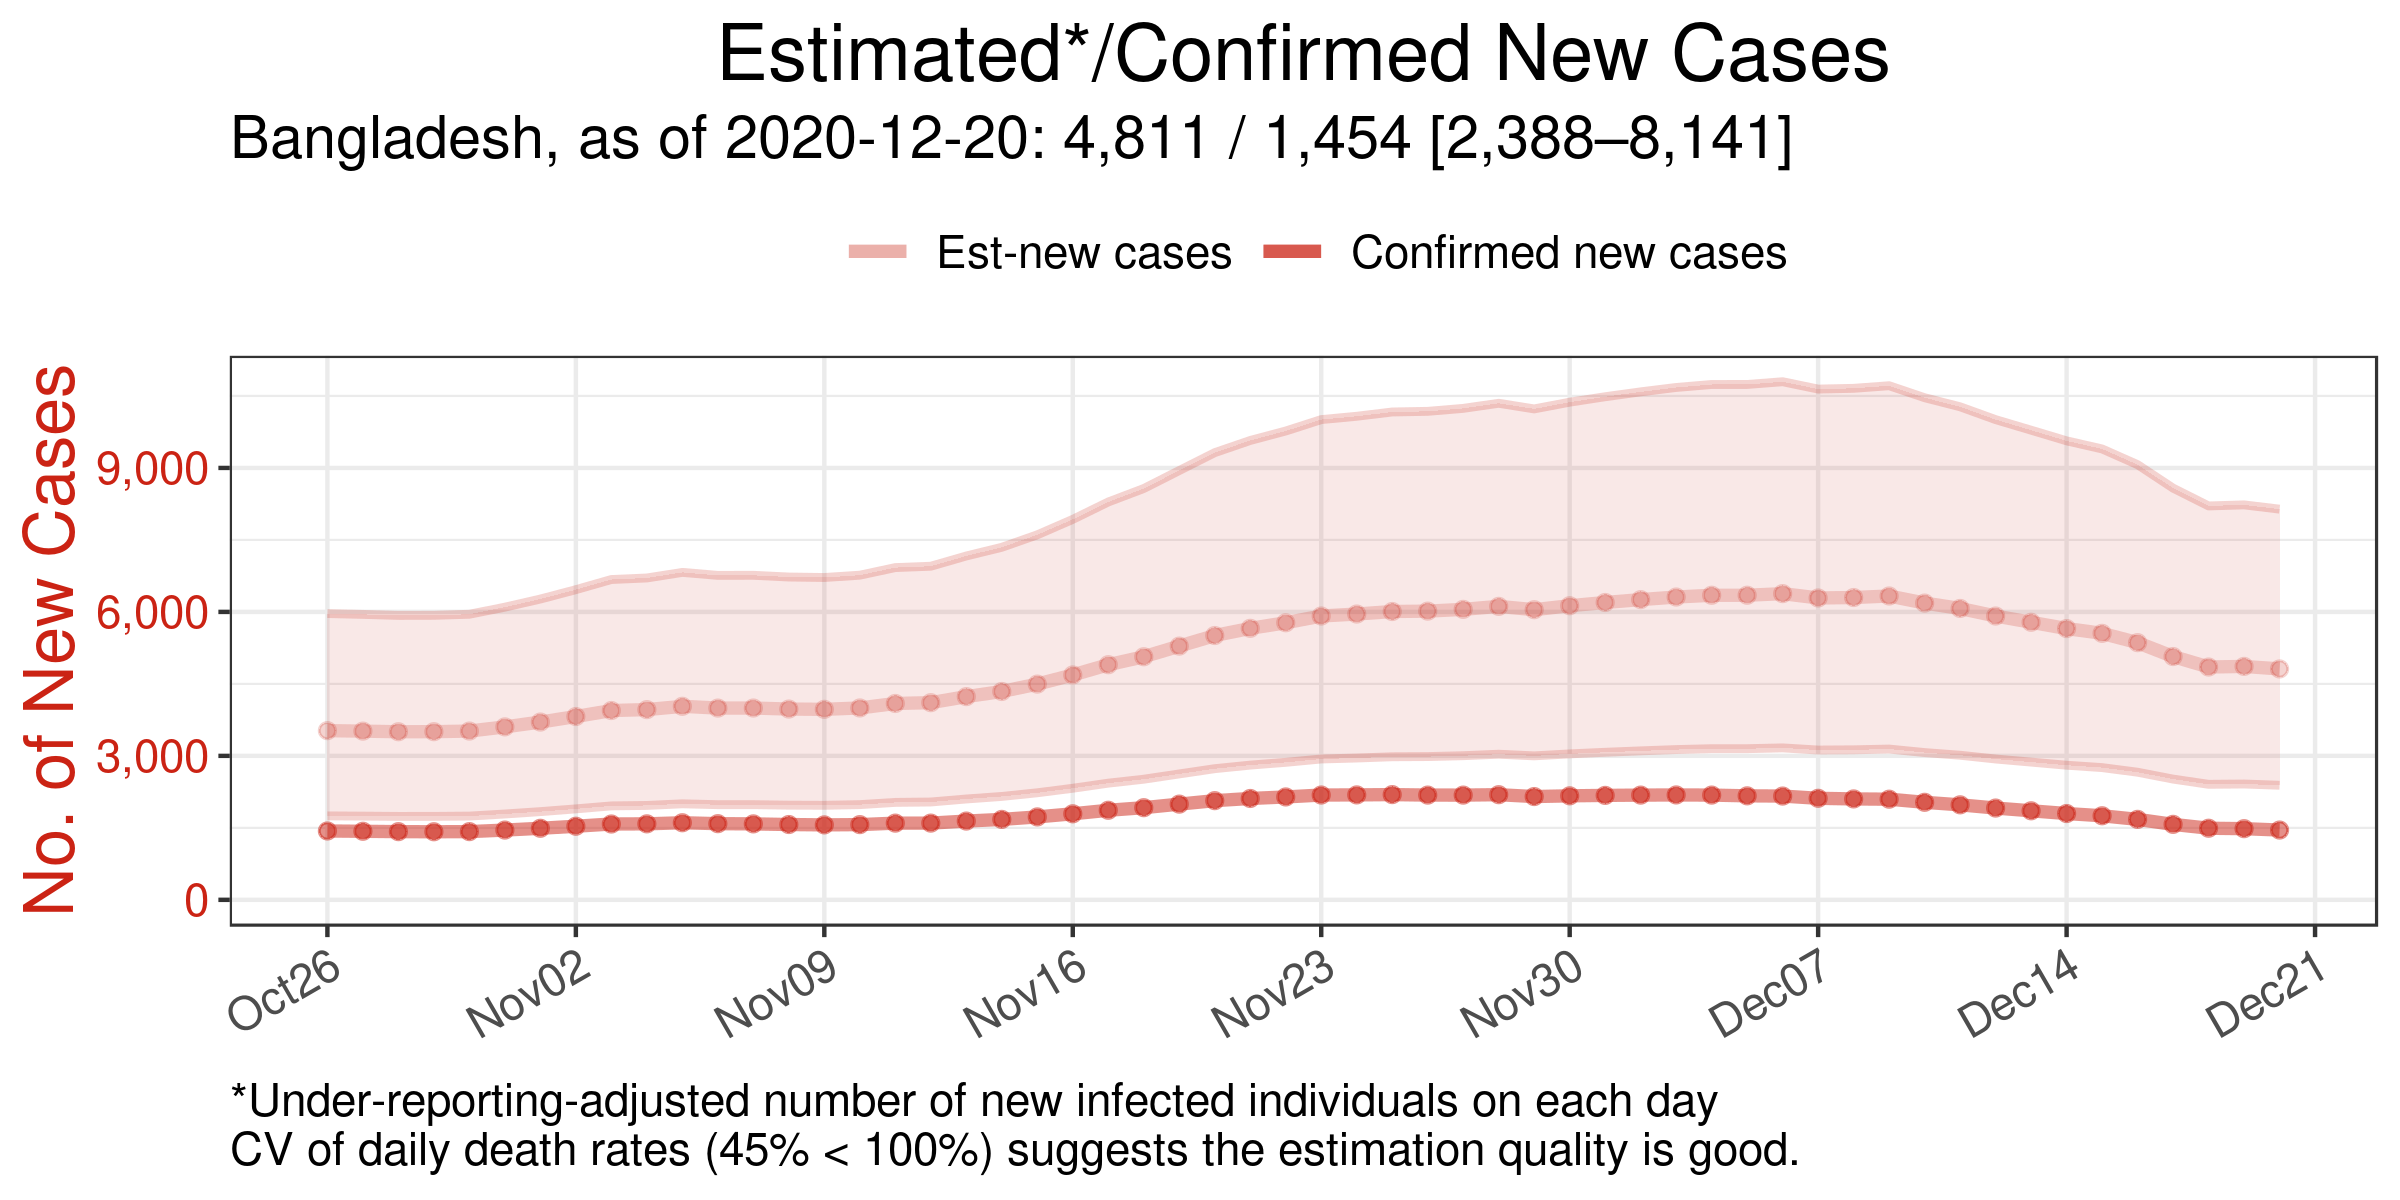 Estimated*/Confirmed New Cases
Bangladesh, as of 2020-12-20: 4,811 / 1,454 [2,388–8,141]
Est-new cases
Confirmed new cases
No. of New Cases
9,000
6,000
3,000
0
Oct26
Nov02
Nov09
Nov16
Nov23
Nov30
Dec07
Dec14
Dec21
*Under-reporting-adjusted number of new infected individuals on each day
CV of daily death rates (45% < 100%) suggests the estimation quality is good.